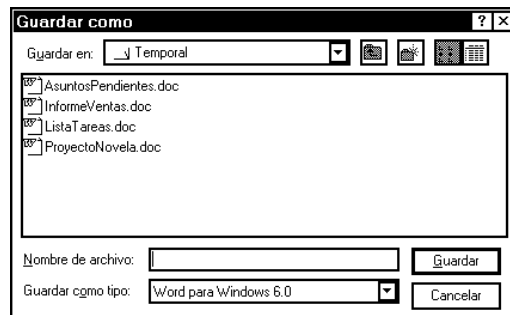 Guardar como
Guardar en: Temporal
AsuntosPendientes.doc
InformeVentas.doc
ListaTareas.doc
ProyectoNovela.doc
Nombre de archivo: Guardar
Guardar como tipo: Word para Windows 6.0 Cancelar